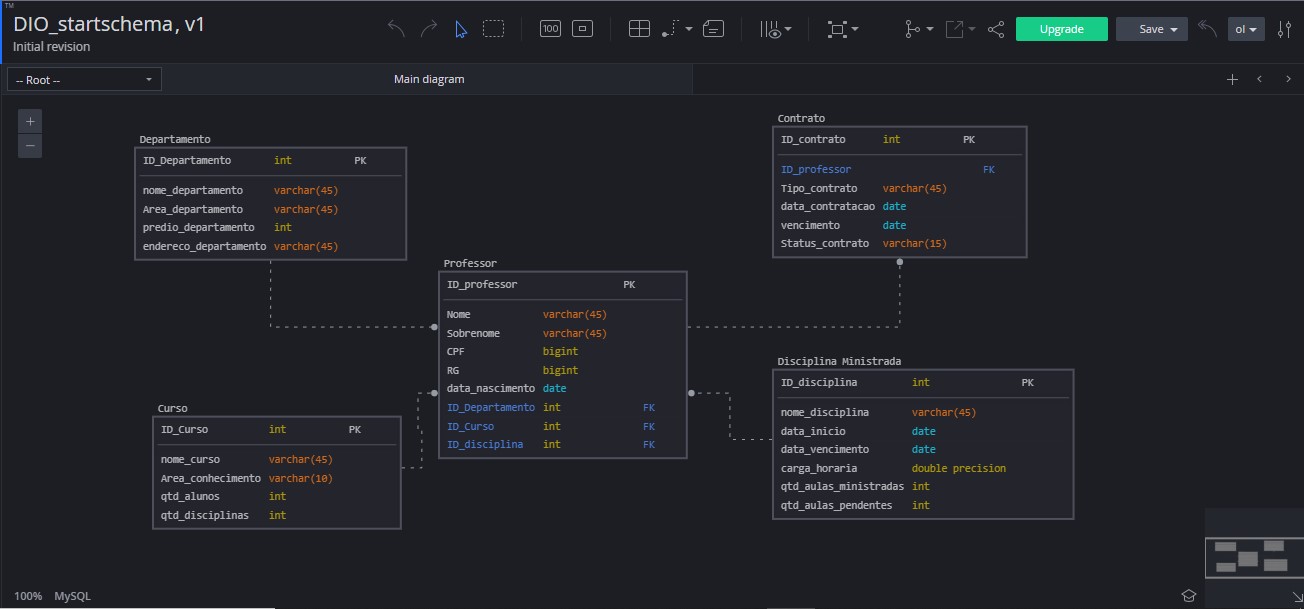 TM
DIO_startschema, v1
Initial revision
100
Upgrade
Save
ol
-- Root --
Main diagram
Departamento
ID_Departamento int PK
nome_departamento varchar(45)
Area_departamento varchar(45)
predio_departamento int
endereco_departamento varchar(45)
Contrato
ID_contrato int PK
ID_professor FK
Tipo_contrato varchar(45)
data_contratacao date
vencimento date
Status_contrato varchar(15)
Professor
ID_professor PK
Nome varchar(45)
Sobrenome varchar(45)
CPF bigint
RG bigint
data_nascimento date
ID_Departamento int FK
ID_Curso int FK
ID_disciplina int FK
Disciplina Ministrada
ID_disciplina int PK
nome_disciplina varchar(45)
data_inicio date
data_vencimento date
carga_horaria double precision
qtd_aulas_ministradas int
qtd_aulas_pendentes int
Curso
ID_Curso int PK
nome_curso varchar(45)
Area_conhecimento varchar(10)
qtd_alunos int
qtd_disciplinas int
100% MySQL